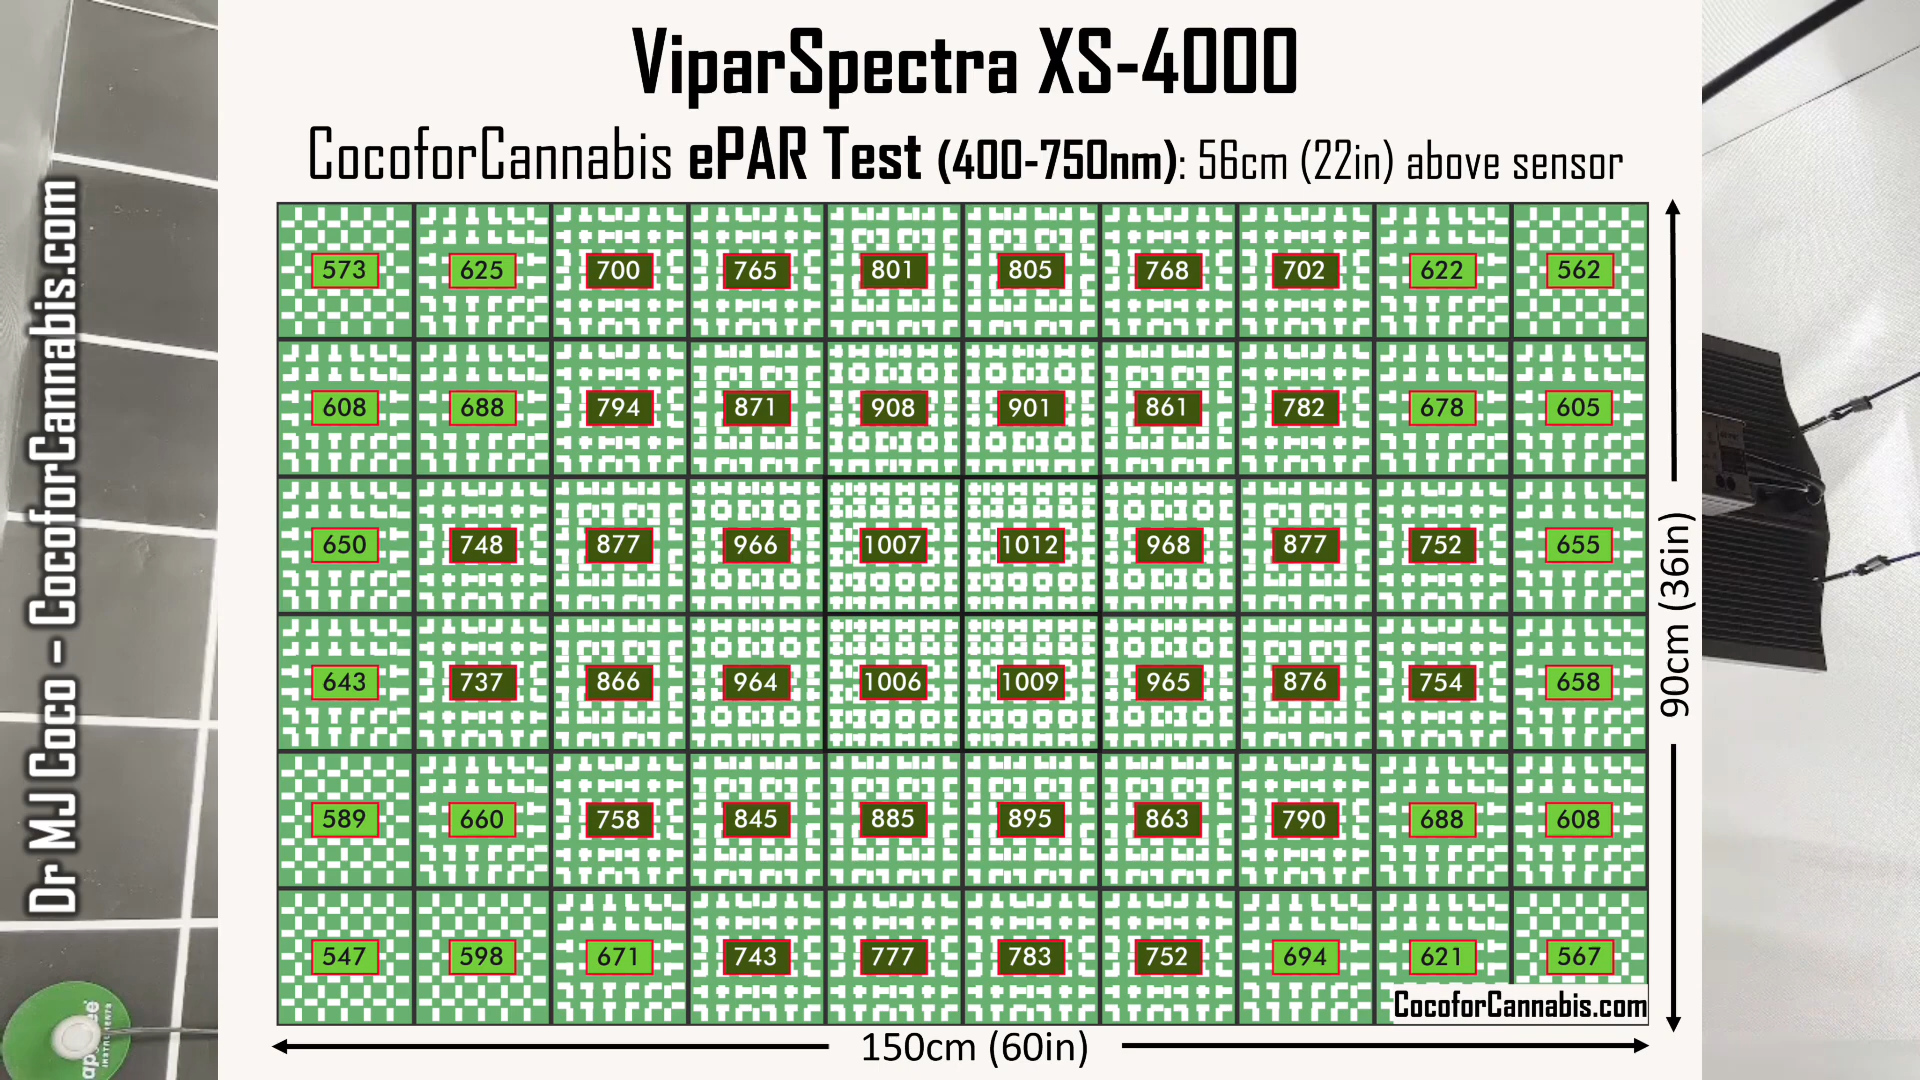 ViparSpectra XS-4000
CocoforCannabis ePAR Test (400-750nm): 56cm (22in) above sensor
573 625 700 765 801 805 768 702 622 562
608 688 794 871 908 901 861 782 678 605
650 748 877 966 1007 1012 968 877 752 655
643 737 866 964 1006 1009 965 876 754 658
589 660 758 845 885 895 863 790 688 608
547 598 671 743 777 783 752 694 621 567
CocoforCannabis.com
150cm (60in)
90cm (36in)
Dr MJ Coco – CocoforCannabis.com